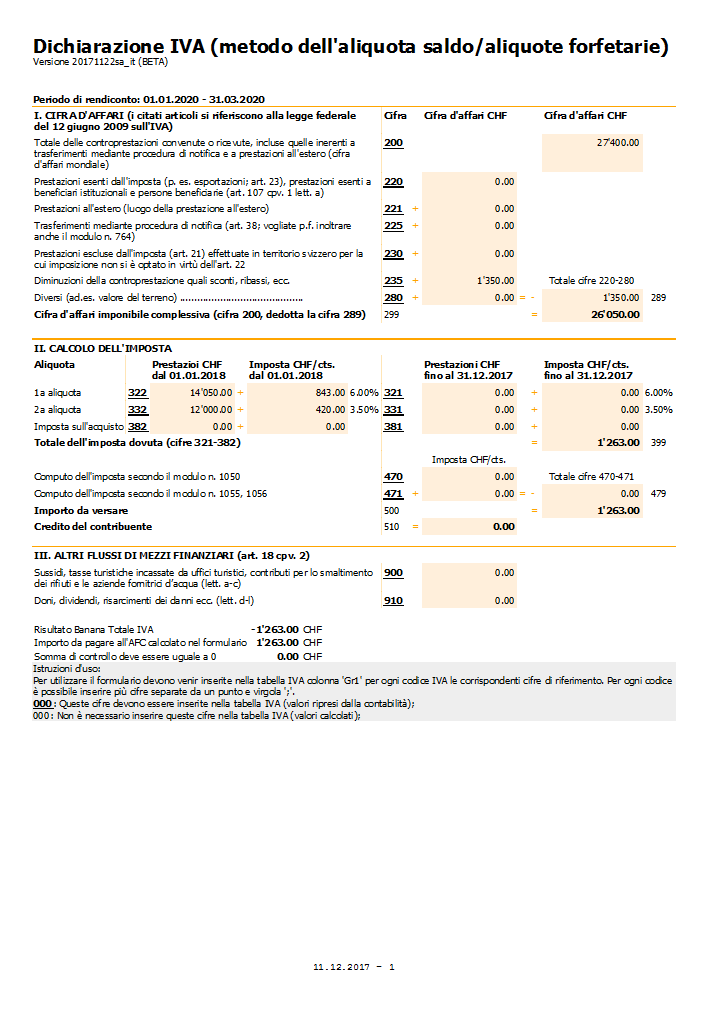 Dichiarazione IVA (metodo dell'aliquota saldo/aliquote forfetarie)
Versione 20171122sa_it (BETA)
Periodo di rendiconto: 01.01.2020 - 31.03.2020
I. CIFRA D'AFFARI (i citati articoli si riferiscono alla legge federale del 12 giugno 2009 sull'IVA) Cifra Cifra d'affari CHF Cifra d'affari CHF
Totale delle controprestazioni convenute o ricevute, incluse quelle inerenti a trasferimenti mediante procedura di notifica e a prestazioni all'estero (cifra d'affari mondiale) 200 27'400.00
Prestazioni esenti dall'imposta (p. es. esportazioni; art. 23), prestazioni esenti a beneficiari istituzionali e persone beneficiarie (art. 107 cpv. 1 lett. a) 220 0.00
Prestazioni all'estero (luogo della prestazione all'estero) 221 + 0.00
Trasferimenti mediante procedura di notifica (art. 38; vogliate p.f. inoltrare anche il modulo n. 764) 225 + 0.00
Prestazioni escluse dall'imposta (art. 21) effettuate in territorio svizzero per la cui imposizione non si è optato in virtù dell'art. 22 230 + 0.00
Diminuzioni della controprestazione quali sconti, ribassi, ecc. 235 + 1'350.00 Totale cifre 220-280
Diversi (ad.es. valore del terreno) ........................................... 280 + 0.00 = - 1'350.00 289
Cifra d'affari imponibile complessiva (cifra 200, dedotta la cifra 289) 299 = 26'050.00
II. CALCOLO DELL'IMPOSTA
Aliquota Prestazioi CHF dal 01.01.2018 Imposta CHF/cts. dal 01.01.2018 Prestazioni CHF fino al 31.12.2017 Imposta CHF/cts. fino al 31.12.2017
1a aliquota 322 14'050.00 + 843.00 6.00% 321 0.00 + 0.00 6.00%
2a aliquota 332 12'000.00 + 420.00 3.50% 331 0.00 + 0.00 3.50%
Imposta sull'acquisto 382 0.00 + 0.00 381 0.00 + 0.00
Totale dell'imposta dovuta (cifre 321-382) = 1'263.00 399
Imposta CHF/cts.
Computo dell'imposta secondo il modulo n. 1050 470 0.00 Totale cifre 470-471
Computo dell'imposta secondo il modulo n. 1055, 1056 471 + 0.00 = - 0.00 479
Importo da versare 500 = 1'263.00
Credito del contribuente 510 = 0.00
III. ALTRI FLUSSI DI MEZZI FINANZIARI (art. 18 cpv. 2)
Sussidi, tasse turistiche incassate da uffici turistici, contributi per lo smaltimento dei rifiuti e le aziende fornitrici d'acqua (lett. a-c) 900 0.00
Doni, dividendi, risarcimenti dei danni ecc. (lett. d-l) 910 0.00
Risultato Banana Totale IVA -1'263.00 CHF
Importo da pagare all'AFC calcolato nel formulario 1'263.00 CHF
Somma di controllo deve essere uguale a 0 0.00 CHF
Istruzioni d'uso:
Per utilizzare il formulario devono venir inserite nella tabella IVA colonna 'Gr1' per ogni codice IVA le corrispondenti cifre di riferimento. Per ogni codice
è possibile inserire più cifre separate da un punto e virgola ';'.
000 : Queste cifre devono essere inserite nella tabella IVA (valori ripresi dalla contabilità);
000 : Non è necessario inserire queste cifre nella tabella IVA (valori calcolati);
11.12.2017 - 1